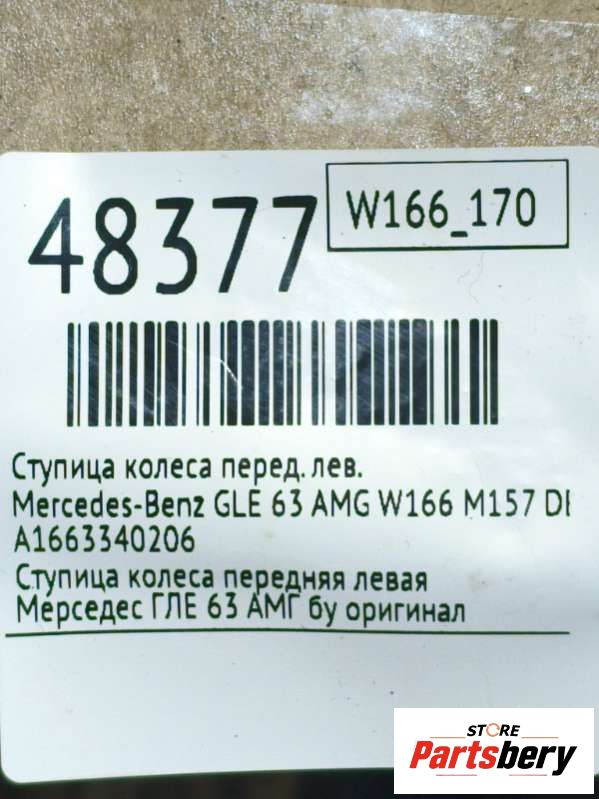 48377
W166_170
Ступица колеса перед. лев.
Mercedes-Benz GLE 63 AMG W166 M157 DE
A1663340206
Ступица колеса передняя левая
Мерседес ГЛЕ 63 АМГ бу оригинал
STORE
Partsbery